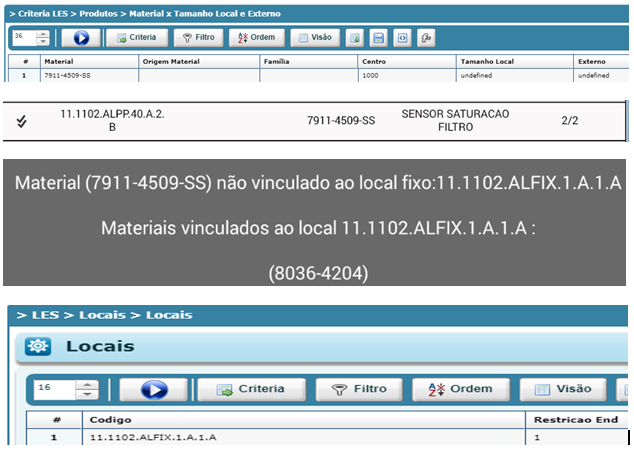 > Criteria LES > Produtos > Material x Tamanho Local e Externo
36 Criteria Filtro Ordem Visão
# Material Origem Material Família Centro Tamanho Local Externo
1 7911-4509-SS 1000 undefined undefined
11.1102.ALPP.40.A.2. 7911-4509-SS SENSOR SATURACAO 2/2
B FILTRO
Material (7911-4509-SS) não vinculado ao local fixo:11.1102.ALFIX.1.A.1.A
Materiais vinculados ao local 11.1102.ALFIX.1.A.1.A :
(8036-4204)
> LES > Locais > Locais
Locais
16 Criteria Filtro Ordem Visão
# Codigo Restricao End
1 11.1102.ALFIX.1.A.1.A 1